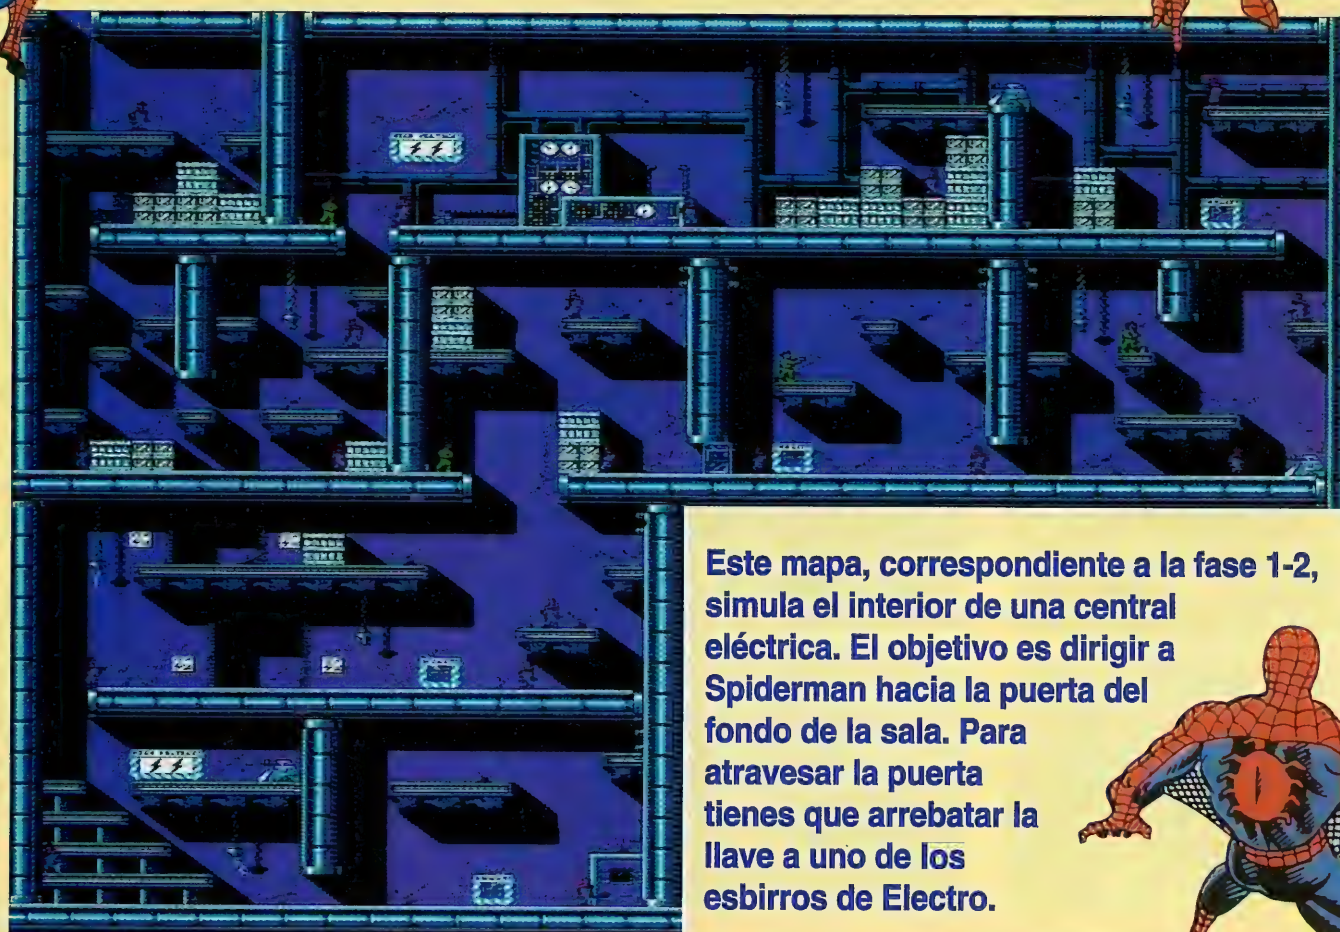 Este mapa, correspondiente a la fase 1-2,
simula el interior de una central
eléctrica. El objetivo es dirigir a
Spiderman hacia la puerta del
fondo de la sala. Para
atravesar la puerta
tienes que arrebatar la
llave a uno de los
esbirros de Electro.